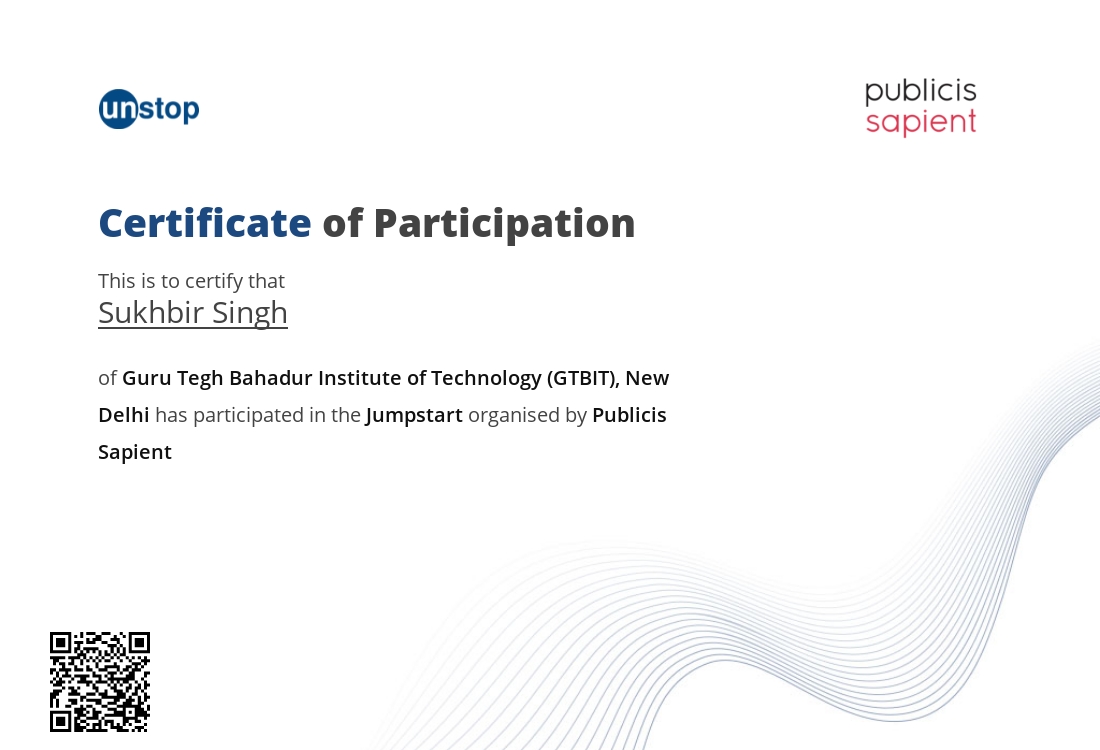 unstop
publicis
sapient
Certificate of Participation
This is to certify that
Sukhbir Singh
of Guru Tegh Bahadur Institute of Technology (GTBIT), New
Delhi has participated in the Jumpstart organised by Publicis
Sapient